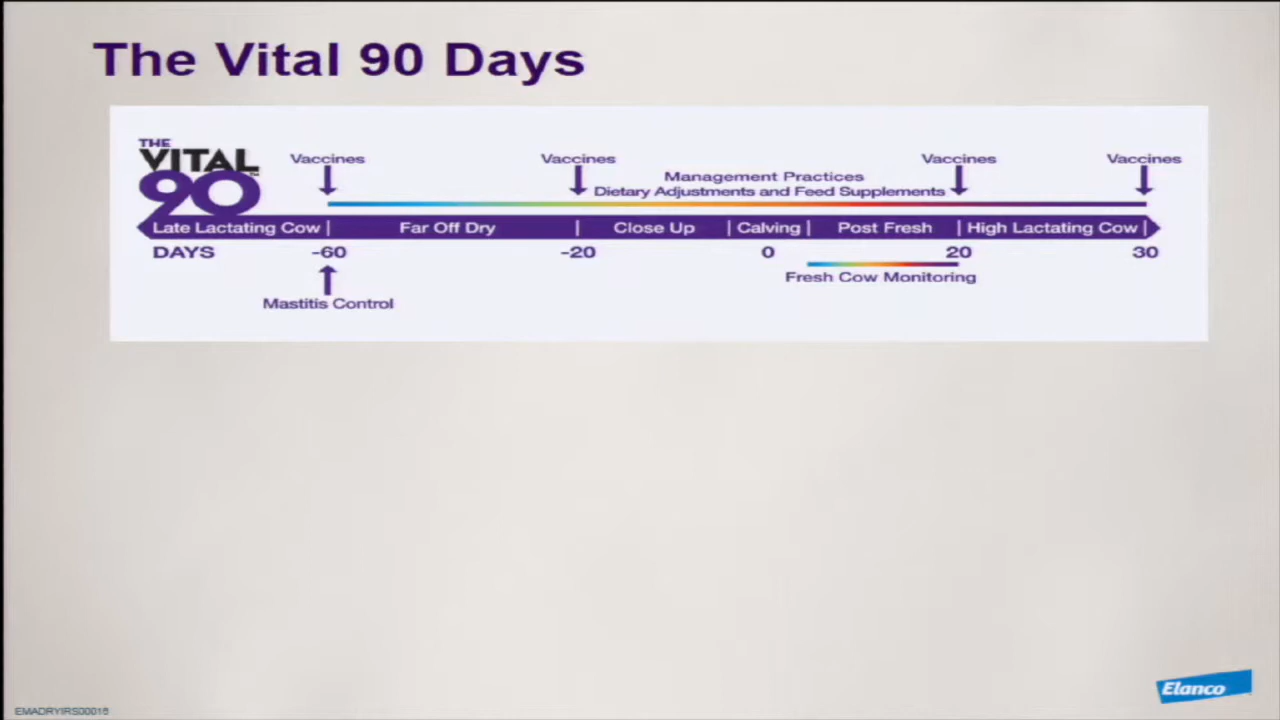 The Vital 90 Days
THE
VITAL
90
Vaccines
Vaccines
Vaccines
Vaccines
Management Practices
Dietary Adjustments and Feed Supplements
Late Lactating Cow | Far Off Dry | Close Up | Calving | Post Fresh | High Lactating Cow |
DAYS -60 -20 0 20 30
Fresh Cow Monitoring
Mastitis Control
Elanco
EMADRYIRS00016